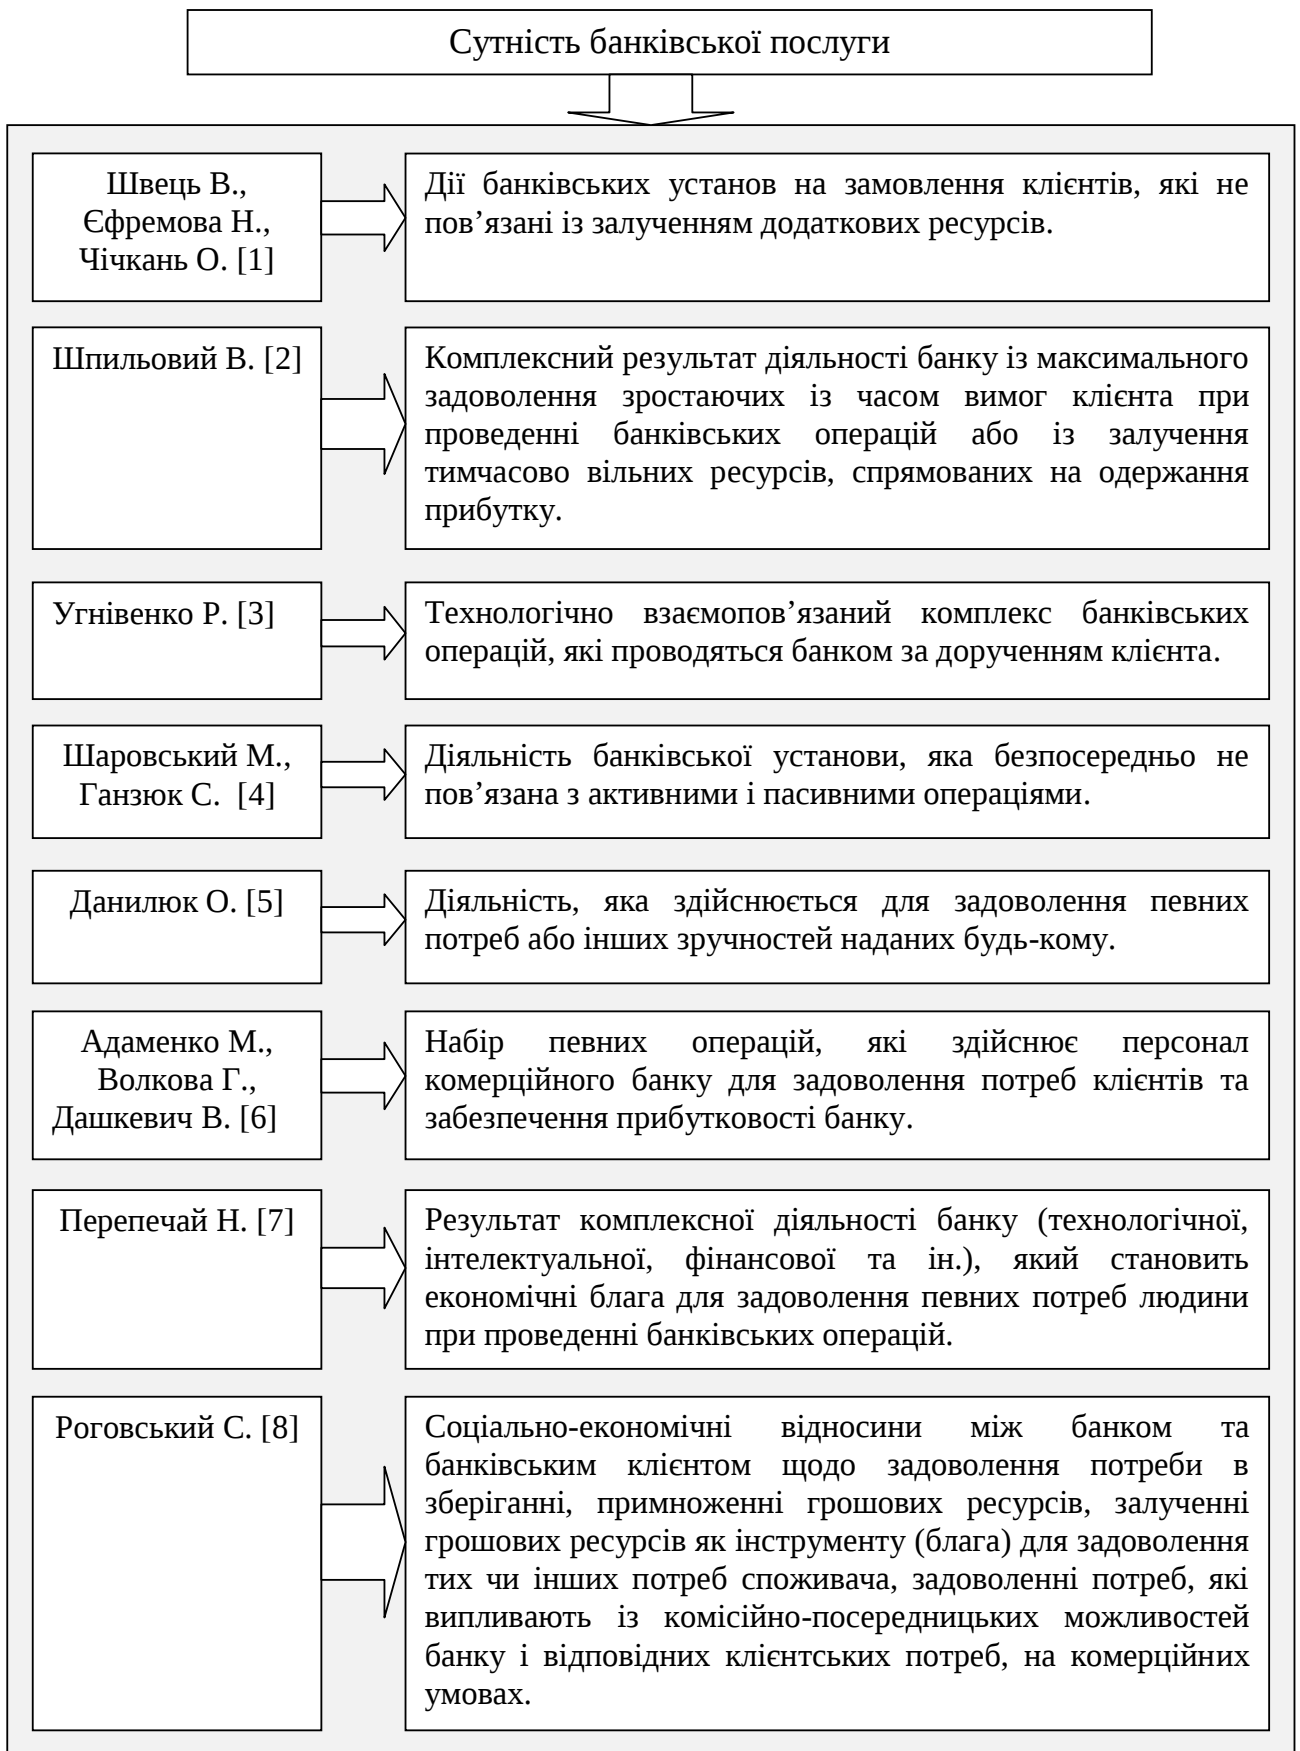 Сутність банківської послуги
Швець В.,
Єфремова Н.,
Чічкань О. [1]
Дії банківських установ на замовлення клієнтів, які не
пов’язані із залученням додаткових ресурсів.
Шпильовий В. [2]
Комплексний результат діяльності банку із максимального
задоволення зростаючих із часом вимог клієнта при
проведенні банківських операцій або із залучення
тимчасово вільних ресурсів, спрямованих на одержання
прибутку.
Угнівенко Р. [3]
Технологічно взаємопов’язаний комплекс банківських
операцій, які проводяться банком за дорученням клієнта.
Шаровський М.,
Ганзюк С. [4]
Діяльність банківської установи, яка безпосередньо не
пов’язана з активними і пасивними операціями.
Данилюк О. [5]
Діяльність, яка здійснюється для задоволення певних
потреб або інших зручностей наданих будь-кому.
Адаменко М.,
Волкова Г.,
Дашкевич В. [6]
Набір певних операцій, які здійснює персонал
комерційного банку для задоволення потреб клієнтів та
забезпечення прибутковості банку.
Перепечай Н. [7]
Результат комплексної діяльності банку (технологічної,
інтелектуальної, фінансової та ін.), який становить
економічні блага для задоволення певних потреб людини
при проведенні банківських операцій.
Роговський С. [8]
Соціально-економічні відносини між банком та
банківським клієнтом щодо задоволення потреби в
зберіганні, примноженні грошових ресурсів, залученні
грошових ресурсів як інструменту (блага) для задоволення
тих чи інших потреб споживача, задоволенні потреб, які
випливають із комісійно-посередницьких можливостей
банку і відповідних клієнтських потреб, на комерційних
умовах.